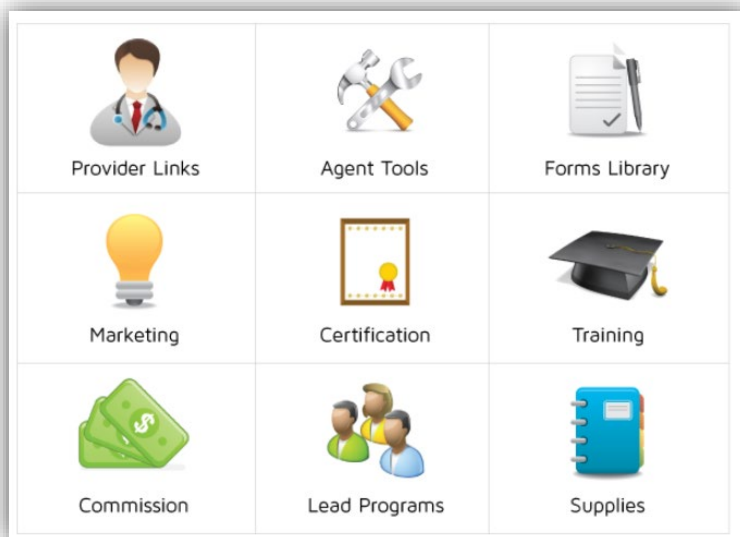 Provider Links
Agent Tools
Forms Library
Marketing
Certification
Training
$
Commission
Lead Programs
Supplies